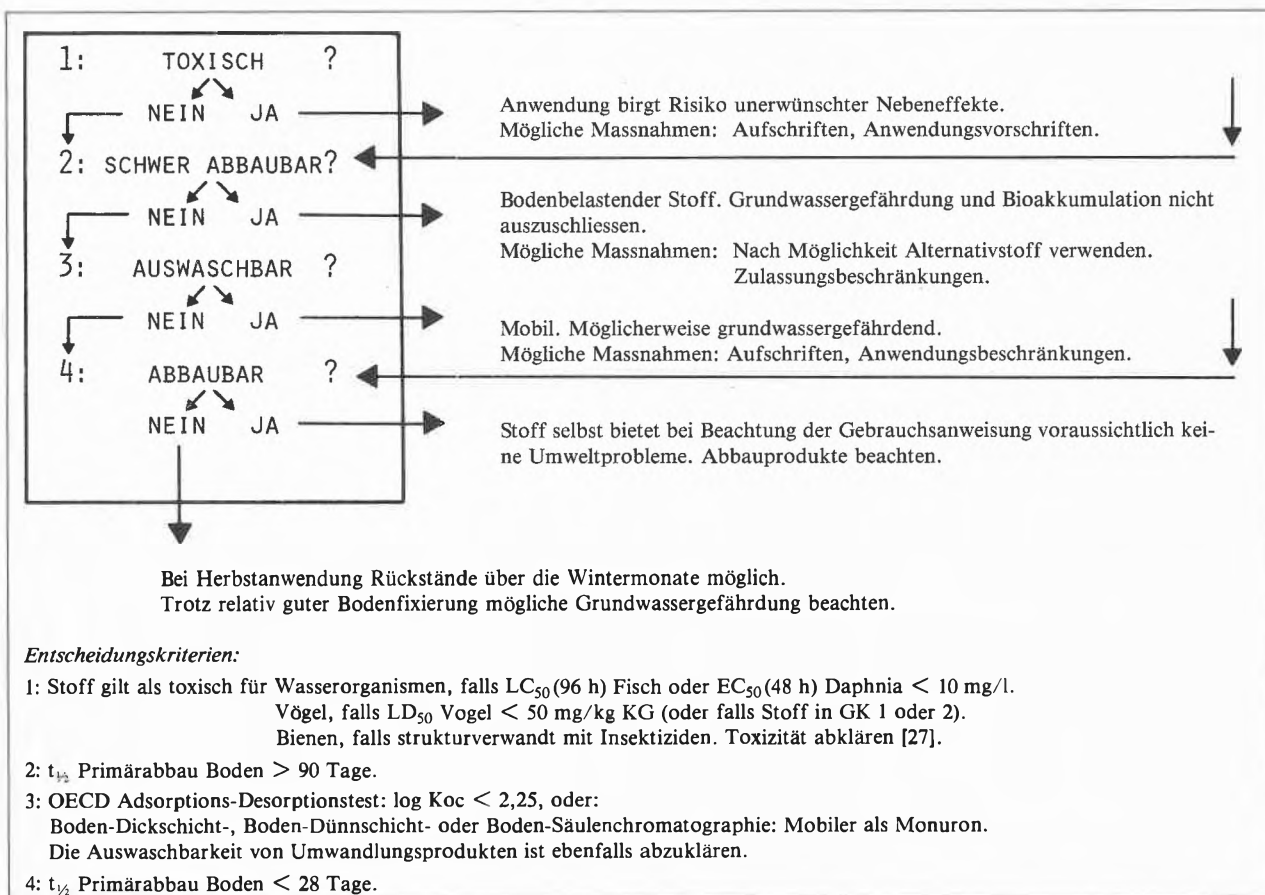 1: TOXISCH ?
NEIN JA
Anwendung birgt Risiko unerwünschter Nebeneffekte.
Mögliche Massnahmen: Aufschriften, Anwendungsvorschriften.
2: SCHWER ABBAUBAR?
NEIN JA
Bodenbelastender Stoff. Grundwassergefährdung und Bioakkumulation nicht
auszuschliessen.
Mögliche Massnahmen: Nach Möglichkeit Alternativstoff verwenden.
Zulassungsbeschränkungen.
3: AUSWASCHBAR ?
NEIN JA
Mobil. Möglicherweise grundwassergefährdend.
Mögliche Massnahmen: Aufschriften, Anwendungsbeschränkungen.
4: ABBAUBAR ?
NEIN JA
Stoff selbst bietet bei Beachtung der Gebrauchsanweisung voraussichtlich kei-
ne Umweltprobleme. Abbauprodukte beachten.
Bei Herbstanwendung Rückstände über die Wintermonate möglich.
Trotz relativ guter Bodenfixierung mögliche Grundwassergefährdung beachten.
Entscheidungskriterien:
1: Stoff gilt als toxisch für Wasserorganismen, falls LC₅₀(96 h) Fisch oder EC₅₀(48 h) Daphnia < 10 mg/l.
Vögel, falls LD₅₀ Vogel < 50 mg/kg KG (oder falls Stoff in GK 1 oder 2).
Bienen, falls strukturverwandt mit Insektiziden. Toxizität abklären [27].
2: t½ Primärabbau Boden > 90 Tage.
3: OECD Adsorptions-Desorptionstest: log Koc < 2,25, oder:
Boden-Dickschicht-, Boden-Dünnschicht- oder Boden-Säulenchromatographie: Mobiler als Monuron.
Die Auswaschbarkeit von Umwandlungsprodukten ist ebenfalls abzuklären.
4: t½ Primärabbau Boden < 28 Tage.